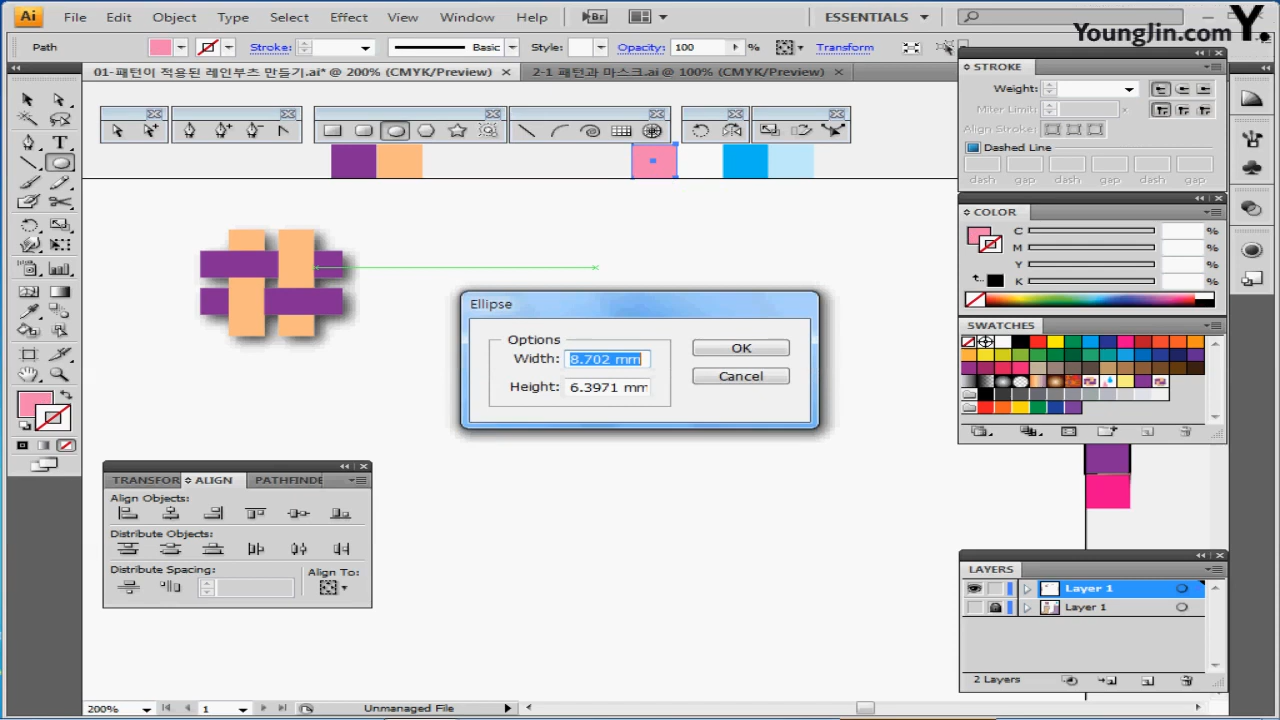 Ai File Edit Object Type Select Effect View Window Help Br ESSENTIALS
YoungJin.com Y.
Path Stroke: Basic Style: Opacity: 100 % Transform
01-패턴이 적용된 레인부츠 만들기.ai* @ 200% (CMYK/Preview) × 2-1 패턴과 마스크.ai @ 100% (CMYK/Preview) ×
STROKE
Weight:
Miter Limit: x
Align Stroke:
Dashed Line
dash gap dash gap dash gap
COLOR
C %
M %
Y %
K %
SWATCHES
Ellipse
Options
Width: 8.702 mm
Height: 6.3971 mm
OK
Cancel
TRANSFOR ALIGN PATHFINDE
Align Objects:
Distribute Objects:
Distribute Spacing:
Align To:
LAYERS
Layer 1
Layer 1
2 Layers
200% 1 Unmanaged File